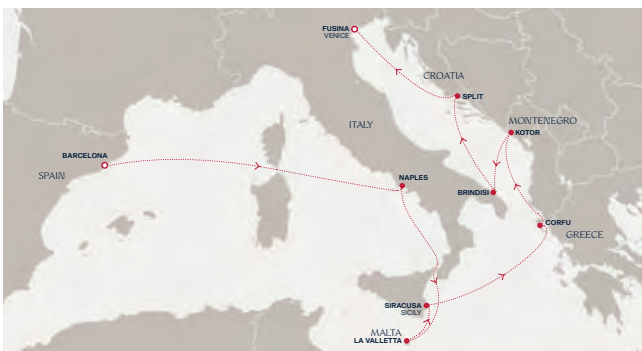 FUSINA
VENICE
CROATIA
SPLIT
MONTENEGRO
KOTOR
ITALY
BARCELONA
SPAIN
NAPLES
BRINDISI
CORFU
GREECE
SIRACUSA
SICILY
MALTA
LA VALLETTA